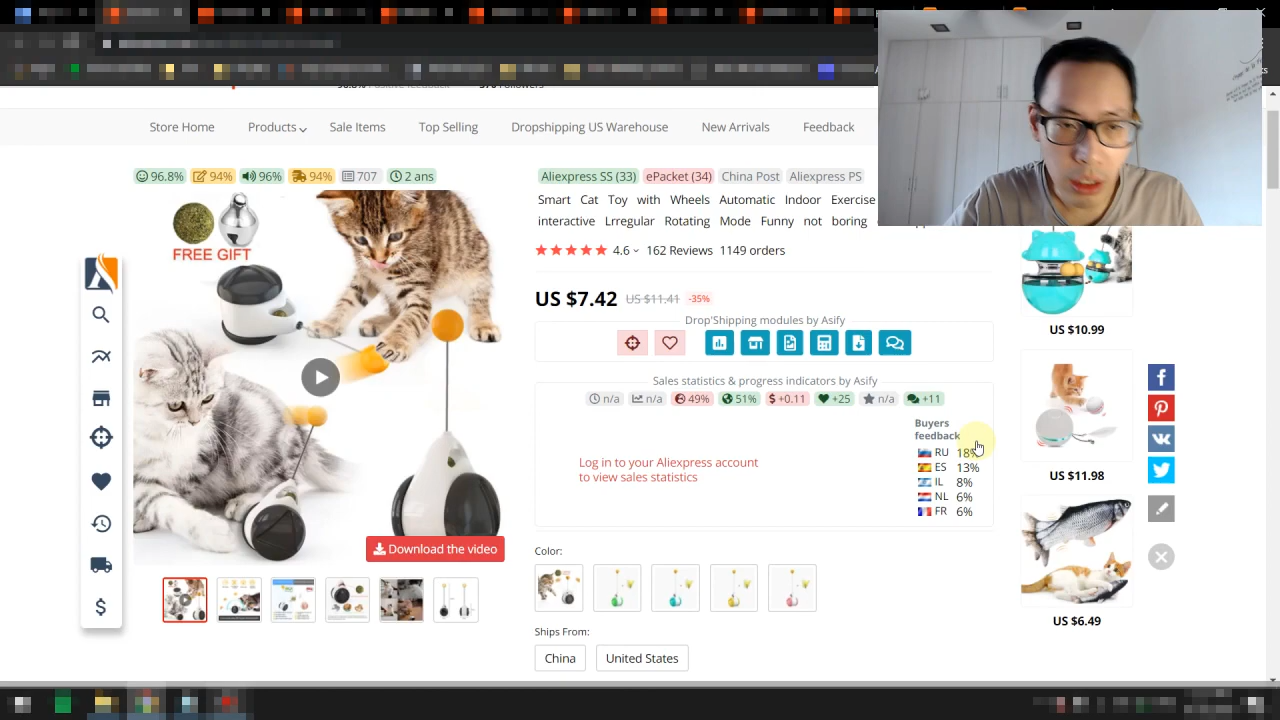 96.8% Positive feedback 570 Followers
Store Home Products Sale Items Top Selling Dropshipping US Warehouse New Arrivals Feedback
96.8% 94% 96% 94% 707 2 ans
Aliexpress SS (33) ePacket (34) China Post Aliexpress PS
Smart Cat Toy with Wheels Automatic Indoor Exercise
interactive Lrregular Rotating Mode Funny not boring
FREE GIFT
4.6 162 Reviews 1149 orders
US $7.42 US $11.41 -35%
Drop'Shipping modules by Asify
Sales statistics & progress indicators by Asify
n/a n/a 49% 51% +0.11 +25 n/a +11
Buyers
feedback
RU 18%
ES 13%
IL 8%
NL 6%
FR 6%
Log in to your Aliexpress account
to view sales statistics
Download the video
Color:
Ships From:
China United States
US $10.99
US $11.98
US $6.49